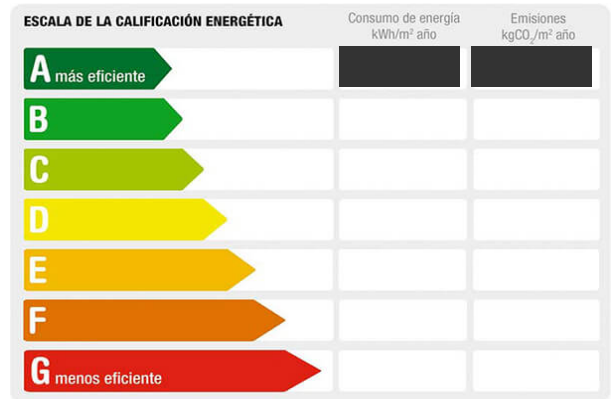 ESCALA DE LA CALIFICACIÓN ENERGÉTICA
Consumo de energía
kWh/m² año
Emisiones
kgCO₂/m² año
A más eficiente
B
C
D
E
F
G menos eficiente